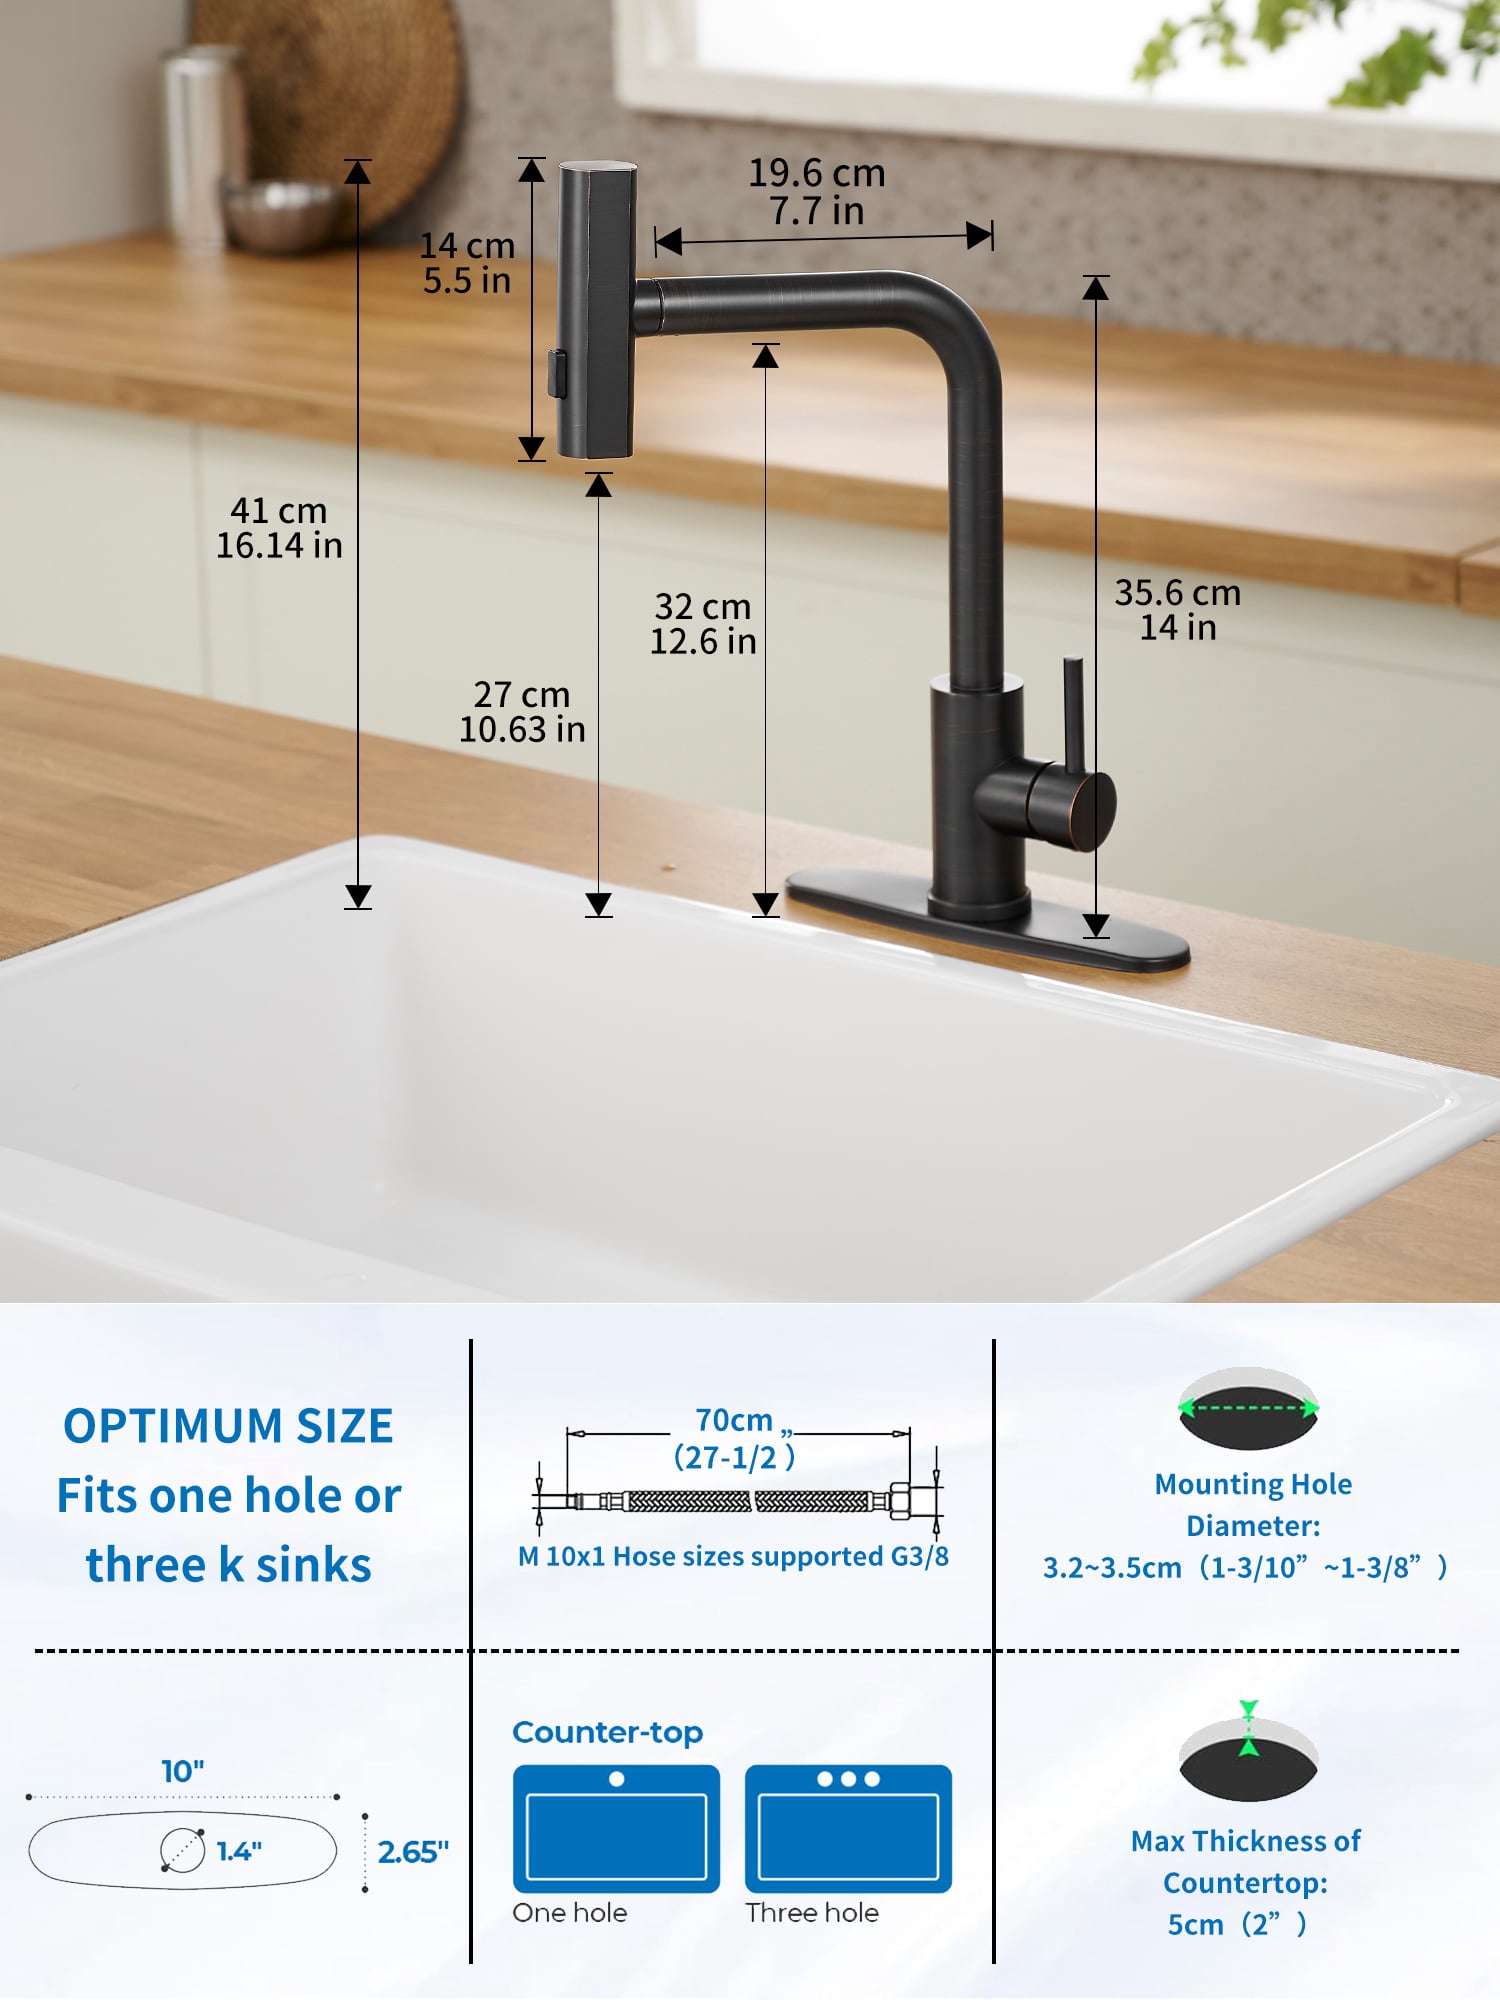 19.6 cm
7.7 in
14 cm
5.5 in
41 cm
16.14 in
32 cm
12.6 in
35.6 cm
14 in
27 cm
10.63 in
OPTIMUM SIZE
Fits one hole or
three k sinks
70cm
（27-1/2 ”）
M 10x1 Hose sizes supported G3/8
Mounting Hole
Diameter:
3.2~3.5cm（1-3/10”~1-3/8”）
10"
1.4"
2.65"
Counter-top
One hole
Three hole
Max Thickness of
Countertop:
5cm（2”）